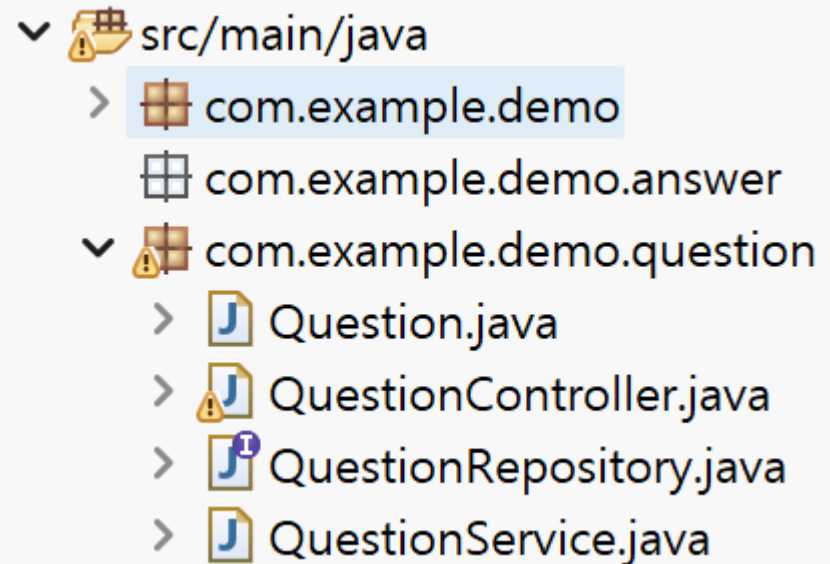 src/main/java
com.example.demo
com.example.demo.answer
com.example.demo.question
Question.java
QuestionController.java
QuestionRepository.java
QuestionService.java